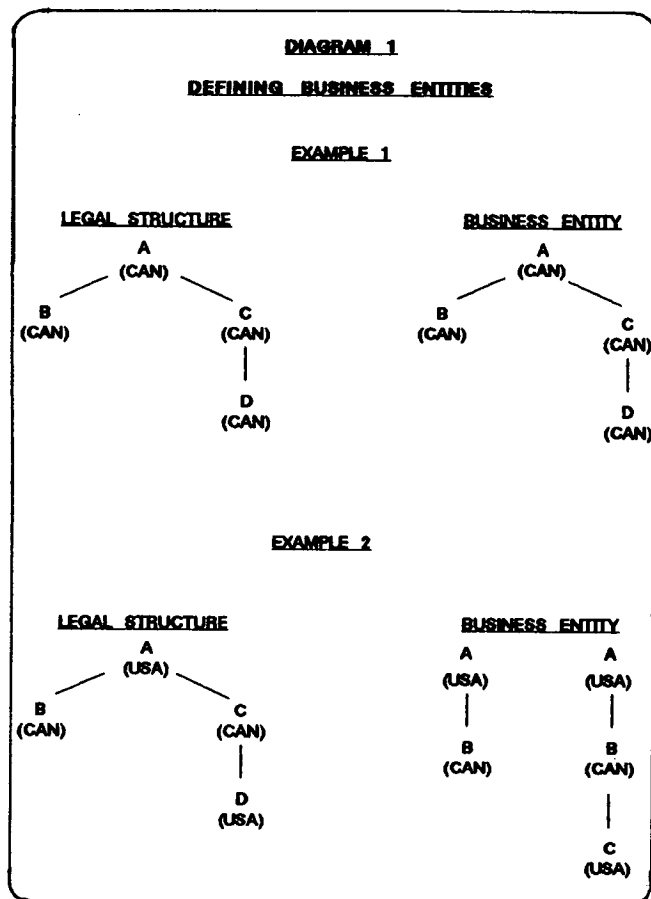 DIAGRAM 1
DEFINING BUSINESS ENTITIES
EXAMPLE 1
LEGAL STRUCTURE
A
(CAN)
B
(CAN)
C
(CAN)
D
(CAN)
BUSINESS ENTITY
A
(CAN)
B
(CAN)
C
(CAN)
D
(CAN)
EXAMPLE 2
LEGAL STRUCTURE
A
(USA)
B
(CAN)
C
(CAN)
D
(USA)
BUSINESS ENTITY
A
(USA)
B
(CAN)
A
(USA)
B
(CAN)
C
(USA)